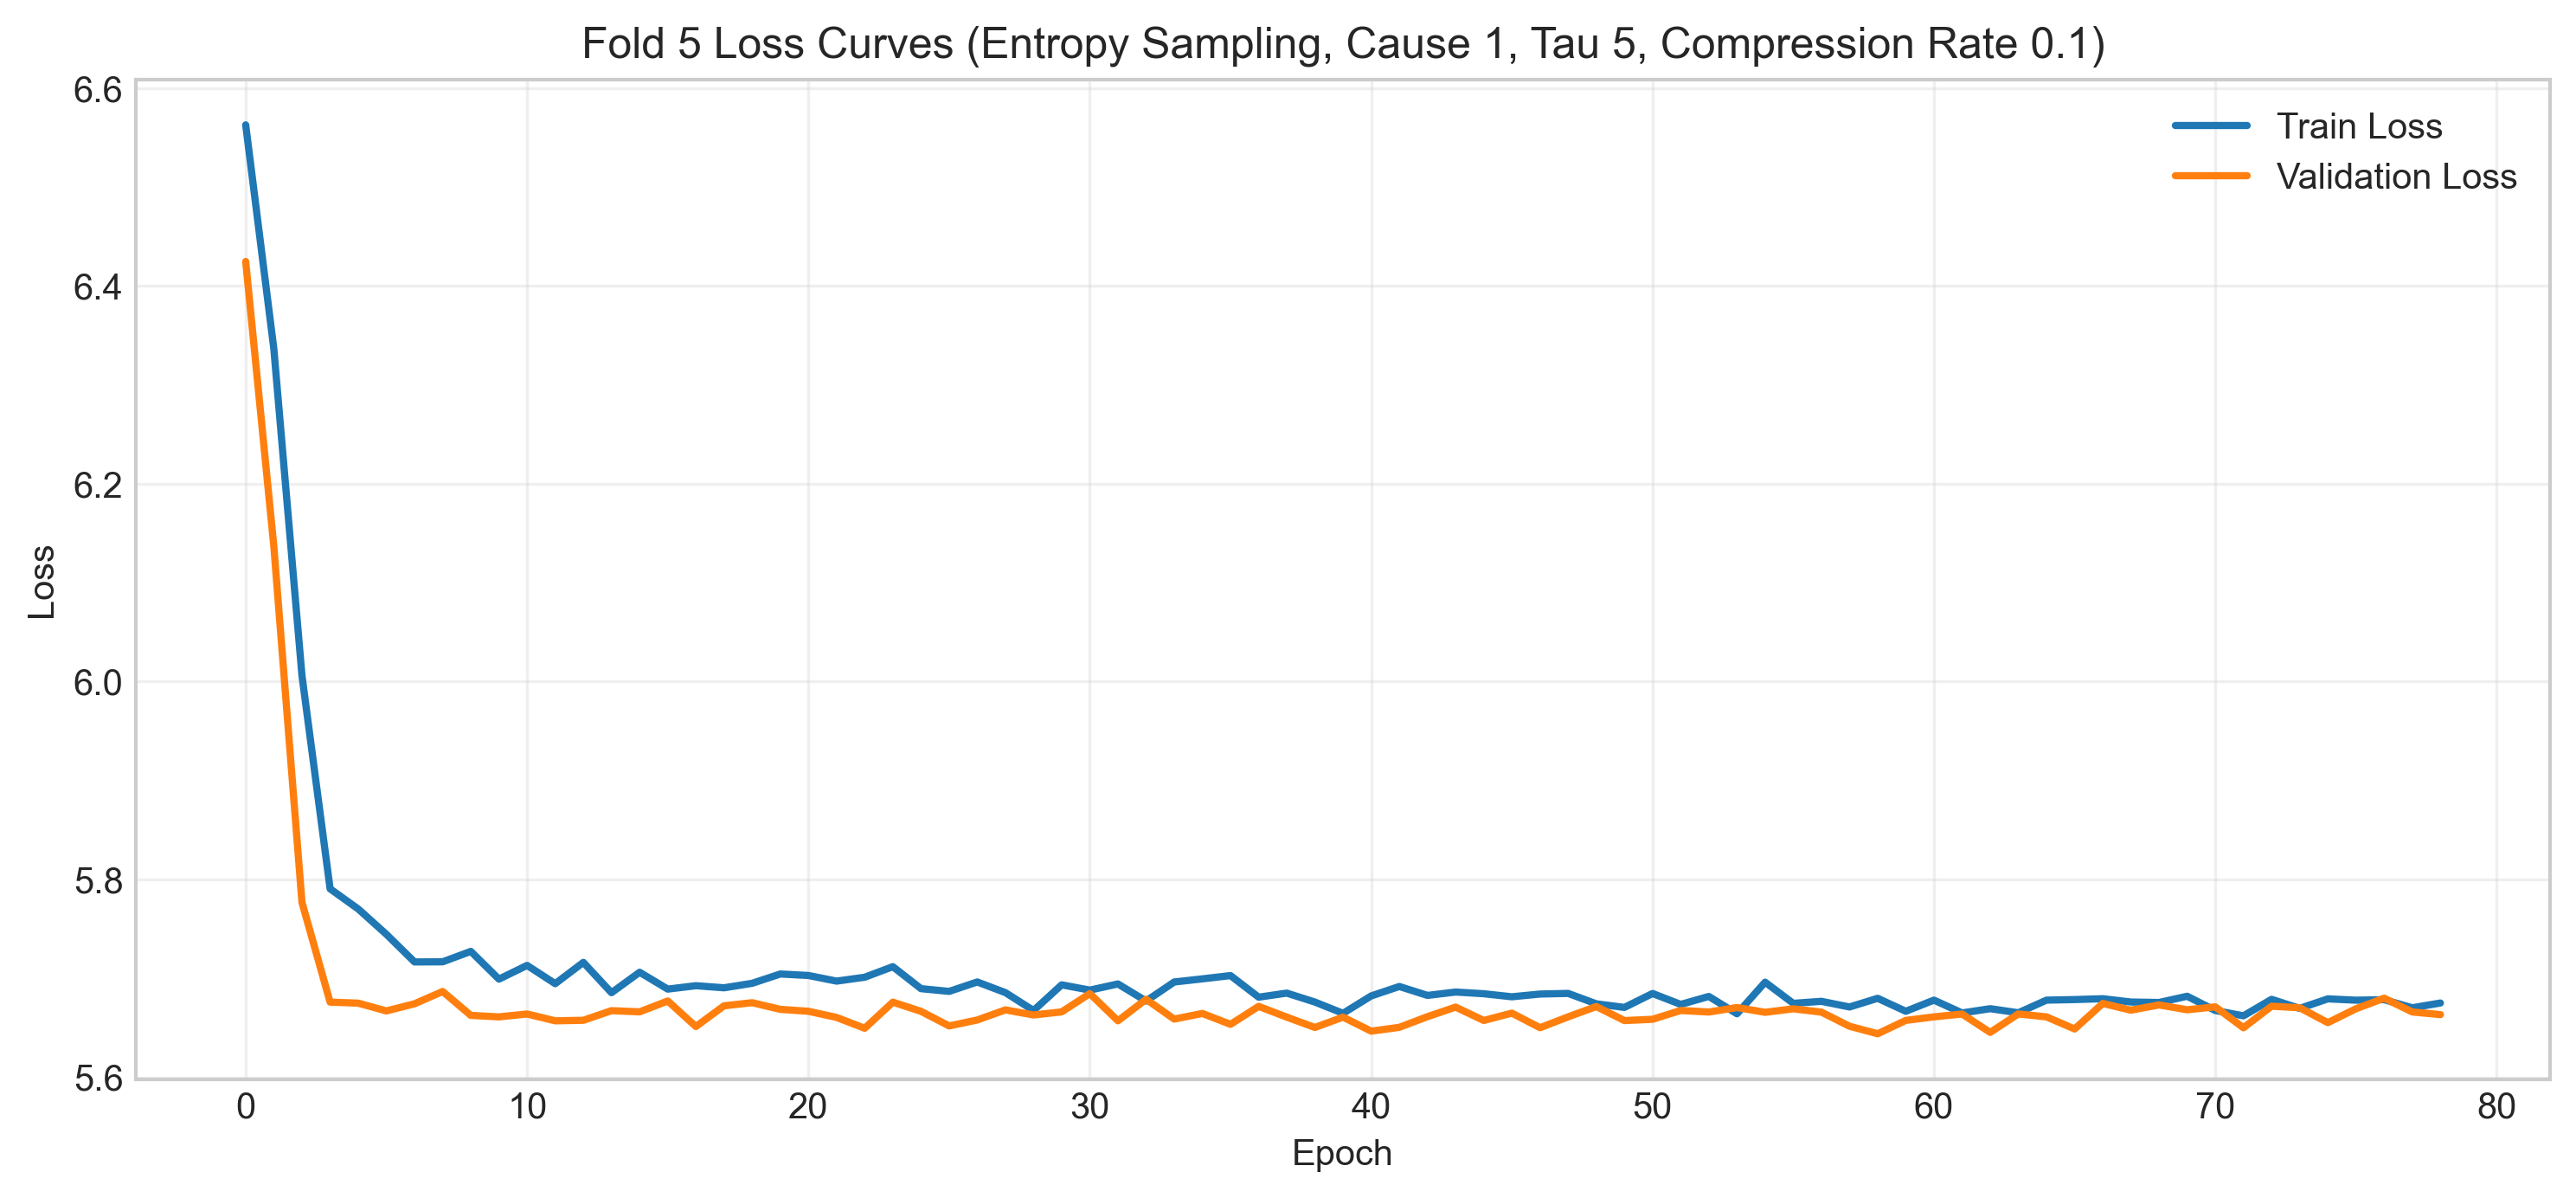 Fold 5 Loss Curves (Entropy Sampling, Cause 1, Tau 5, Compression Rate 0.1)
Train Loss
Validation Loss
6.6
6.4
6.2
6.0
5.8
5.6
Loss
0 10 20 30 40 50 60 70 80
Epoch